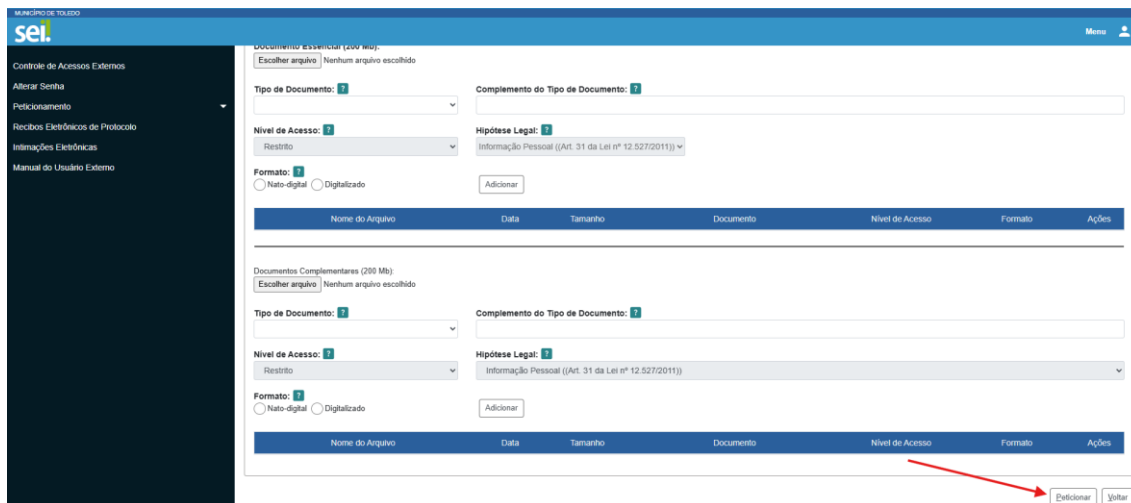 MUNICÍPIO DE TOLEDO
sei!
Menu
Controle de Acessos Externos
Alterar Senha
Peticionamento
Recibos Eletrônicos de Protocolo
Intimações Eletrônicas
Manual do Usuário Externo
Documento Essencial (200 Mb):
Escolher arquivo Nenhum arquivo escolhido
Tipo de Documento: ? Complemento do Tipo de Documento: ?
Nível de Acesso: ? Hipótese Legal: ?
Restrito Informação Pessoal ((Art. 31 da Lei nº 12.527/2011))
Formato: ?
Nato-digital Digitalizado Adicionar
Nome do Arquivo Data Tamanho Documento Nível de Acesso Formato Ações
Documentos Complementares (200 Mb):
Escolher arquivo Nenhum arquivo escolhido
Tipo de Documento: ? Complemento do Tipo de Documento: ?
Nível de Acesso: ? Hipótese Legal: ?
Restrito Informação Pessoal ((Art. 31 da Lei nº 12.527/2011))
Formato: ?
Nato-digital Digitalizado Adicionar
Nome do Arquivo Data Tamanho Documento Nível de Acesso Formato Ações
Peticionar Voltar